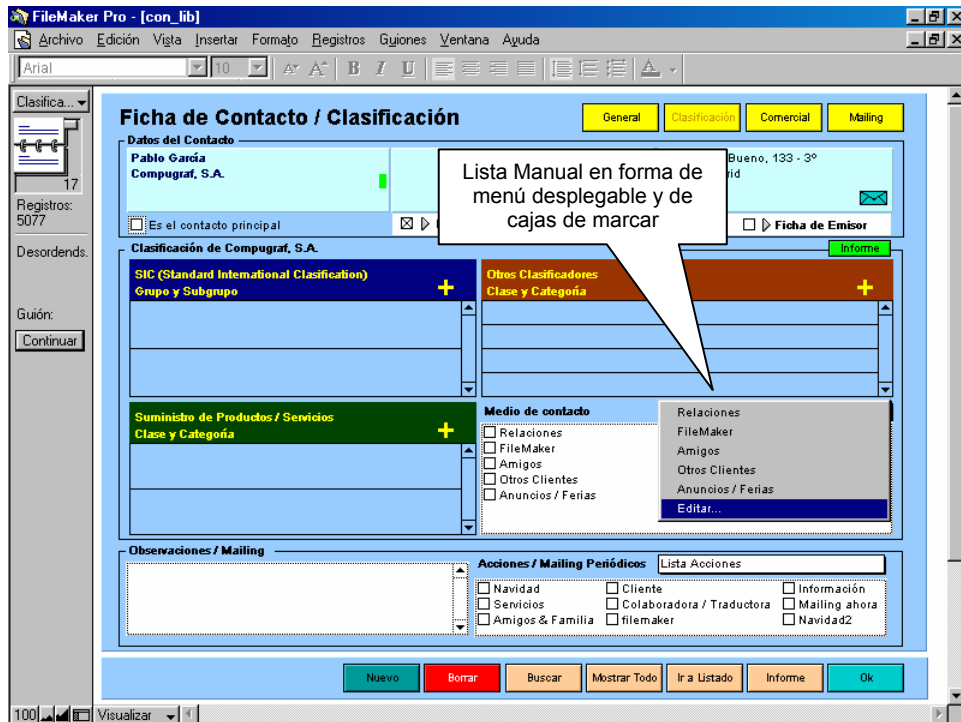 FileMaker Pro - [con_lib]
Archivo Edición Vista Insertar Formato Registros Guiones Ventana Ayuda
Arial 10 B I U A
Clasifica...
17
Registros:
5077
Desordends.
Guión:
Continuar
Ficha de Contacto / Clasificación
General Clasificación Comercial Mailing
Datos del Contacto
Pablo García
Compugraf, S.A.
Bueno, 133 - 3º
Lista Manual en forma de
menú desplegable y de
cajas de marcar
Es el contacto principal
Ficha de Emisor
Clasificación de Compugraf, S.A.
Informe
SIC (Standard International Clasification)
Grupo y Subgrupo +
Otros Clasificadores
Clase y Categoría +
Suministro de Productos / Servicios
Clase y Categoría +
Medio de contacto
Relaciones
FileMaker
Amigos
Otros Clientes
Anuncios / Ferias
Relaciones
FileMaker
Amigos
Otros Clientes
Anuncios / Ferias
Editar...
Observaciones / Mailing
Acciones / Mailing Periódicos Lista Acciones
Navidad Cliente Información
Servicios Colaboradora / Traductora Mailing ahora
Amigos & Familia filemaker Navidad2
Nuevo Borrar Buscar Mostrar Todo Ir a Listado Informe Ok
100 Visualizar